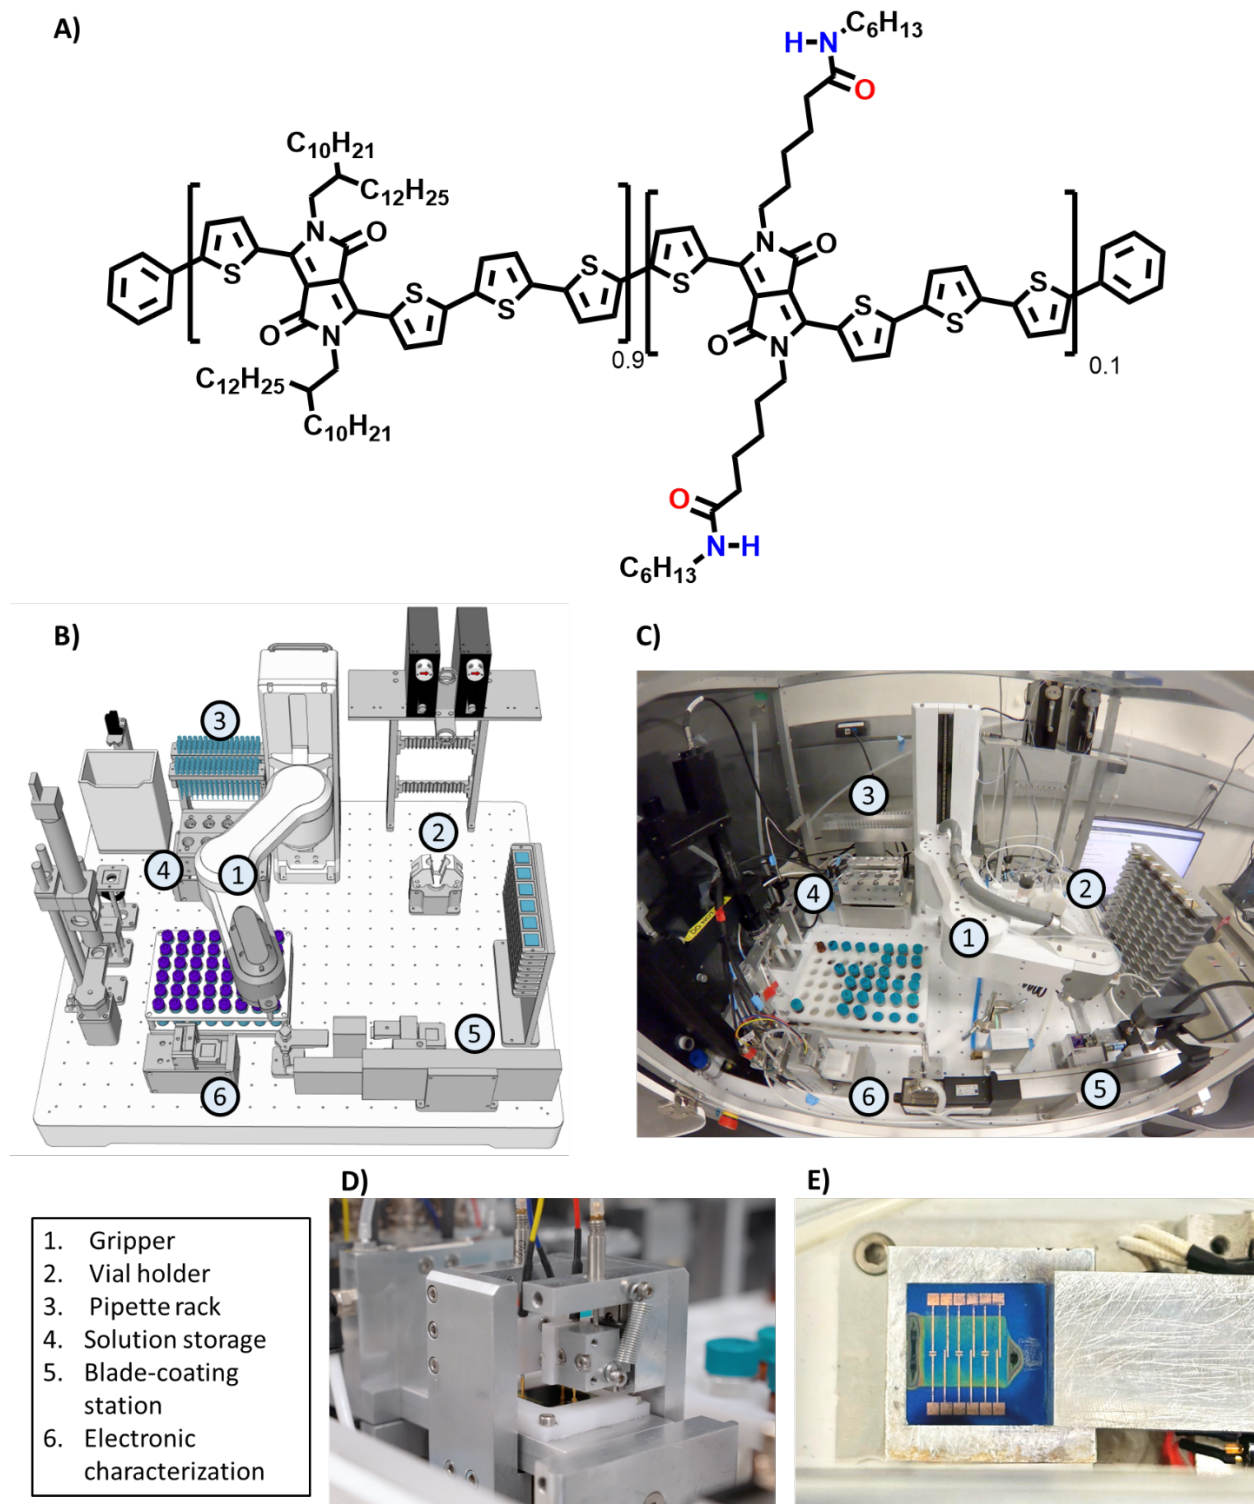 A)
C10H21
C12H25
N
O
S
S
S
S
O
N
C12H25
C10H21
0.9
H-N
C6H13
O
N
O
S
S
S
S
O
N
0.1
O
N-H
C6H13
B)
3
2
4
1
5
6
C)
3
4
2
1
6
5
D)
E)
1. Gripper
2. Vial holder
3. Pipette rack
4. Solution storage
5. Blade-coating
station
6. Electronic
characterization